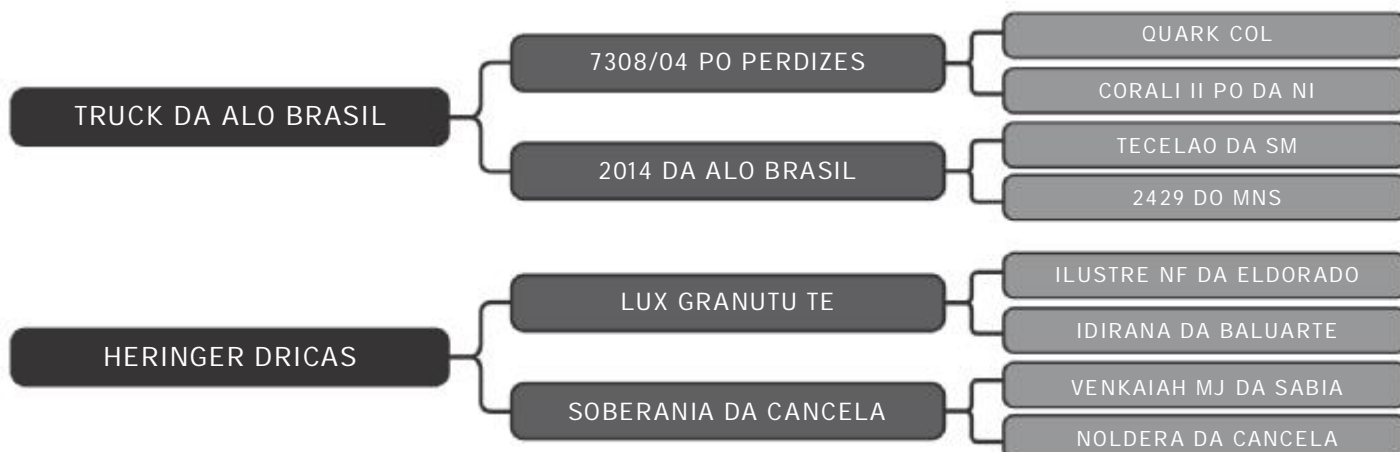 QUARK COL
7308/04 PO PERDIZES
CORALI II PO DA NI
TRUCK DA ALO BRASIL
TECELAO DA SM
2014 DA ALO BRASIL
2429 DO MNS
ILUSTRE NF DA ELDORADO
LUX GRANUTU TE
IDIRANA DA BALUARTE
HERINGER DRICAS
VENKAIAH MJ DA SABIA
SOBERANIA DA CANCELA
NOLDERA DA CANCELA